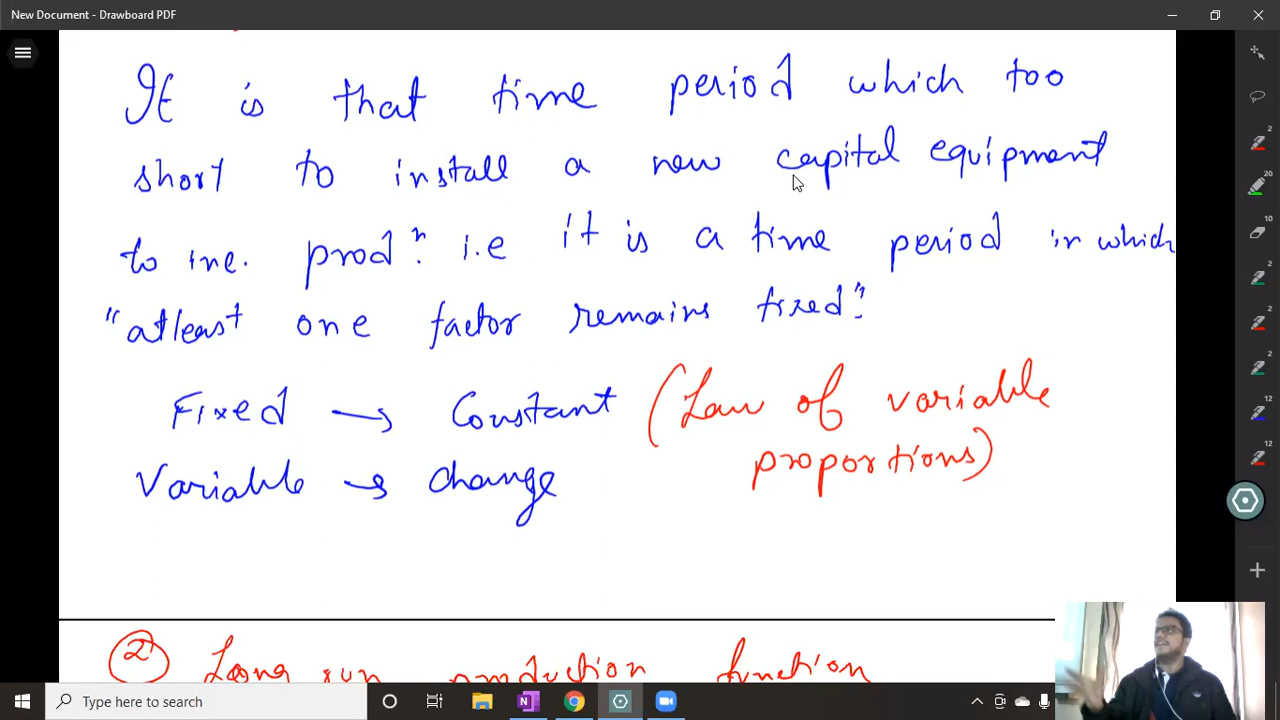 New Document - Drawboard PDF
It is that time period which too
short to install a new capital equipment
to inc. prodⁿ. i.e it is a time period in which
"atleast one factor remains fixed".
Fixed → Constant (Law of variable
proportions)
Variable → change
2 Long run production function
Type here to search